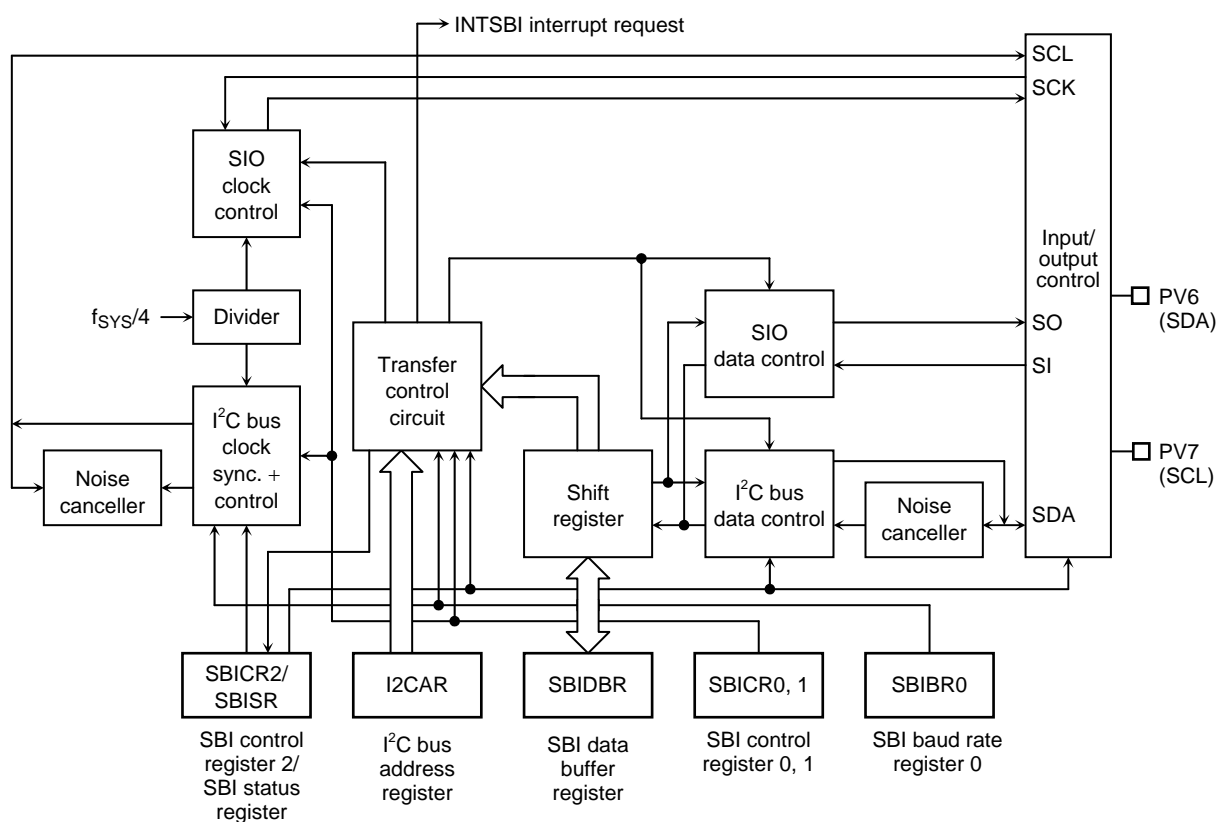 INTSBI interrupt request
SCL
SCK
SIO
clock
control
Input/
output
control
fSYS/4
Divider
PV6
(SDA)
SO
SIO
data control
SI
Transfer
control
circuit
I²C bus
clock
sync. +
control
Noise
canceller
PV7
(SCL)
Shift
register
I²C bus
data control
Noise
canceller
SDA
SBICR2/
SBISR
I2CAR
SBIDBR
SBICR0, 1
SBIBR0
SBI control
register 2/
SBI status
register
I²C bus
address
register
SBI data
buffer
register
SBI control
register 0, 1
SBI baud rate
register 0